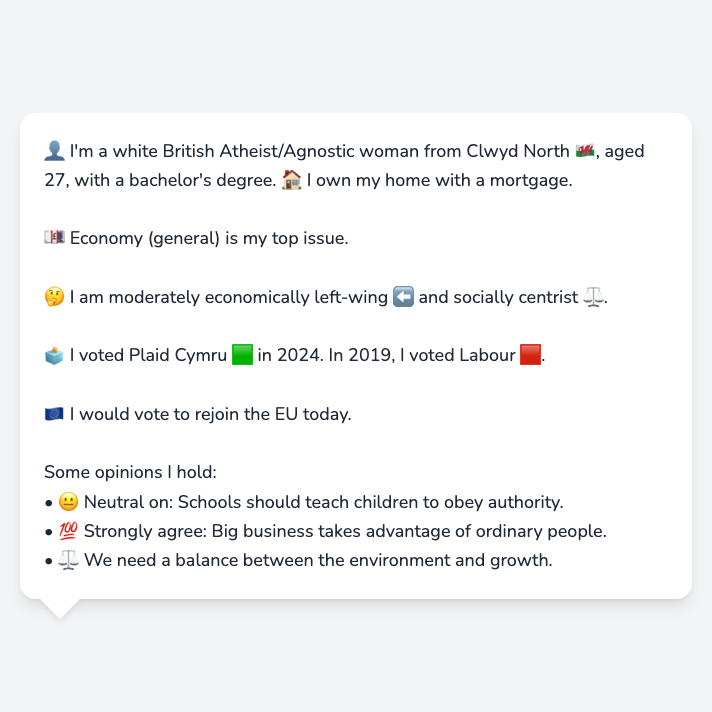 👤 I'm a white British Atheist/Agnostic woman from Clwyd North 🏴󠁧󠁢󠁷󠁬󠁳󠁿, aged
27, with a bachelor's degree. 🏠 I own my home with a mortgage.
💷 Economy (general) is my top issue.
🤔 I am moderately economically left-wing ⬅️ and socially centrist ⚖️.
🗳️ I voted Plaid Cymru 🟩 in 2024. In 2019, I voted Labour 🟥.
🇪🇺 I would vote to rejoin the EU today.
Some opinions I hold:
• 😐 Neutral on: Schools should teach children to obey authority.
• 💯 Strongly agree: Big business takes advantage of ordinary people.
• ⚖️ We need a balance between the environment and growth.